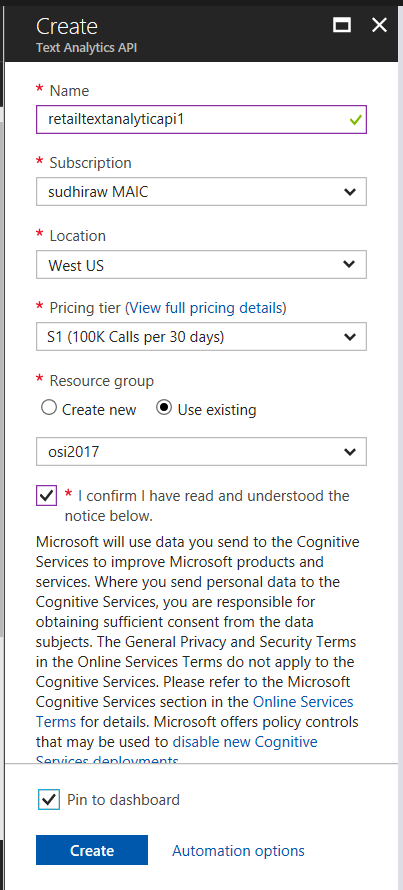 Create
Text Analytics API
* Name
retailtextanalyticapi1
* Subscription
sudhiraw MAIC
* Location
West US
* Pricing tier (View full pricing details)
S1 (100K Calls per 30 days)
* Resource group
Create new Use existing
osi2017
* I confirm I have read and understood the
notice below.
Microsoft will use data you send to the Cognitive
Services to improve Microsoft products and
services. Where you send personal data to the
Cognitive Services, you are responsible for
obtaining sufficient consent from the data
subjects. The General Privacy and Security Terms
in the Online Services Terms do not apply to the
Cognitive Services. Please refer to the Microsoft
Cognitive Services section in the Online Services
Terms for details. Microsoft offers policy controls
that may be used to disable new Cognitive
Services deployments
Pin to dashboard
Create Automation options